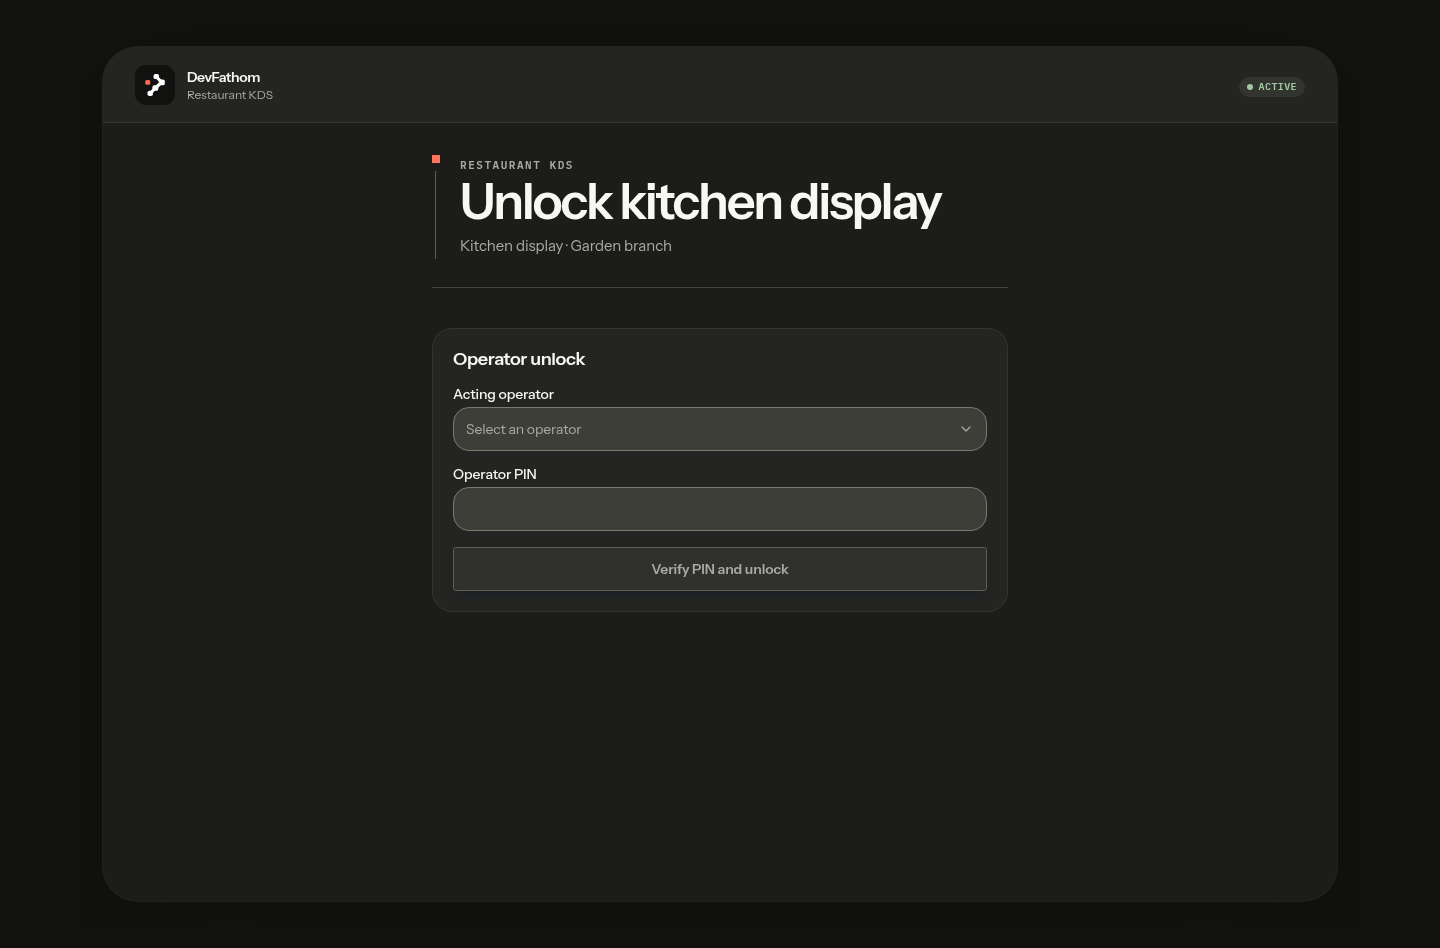 DevFathom
Restaurant KDS
ACTIVE
RESTAURANT KDS
Unlock kitchen display
Kitchen display · Garden branch
Operator unlock
Acting operator
Select an operator
Operator PIN
Verify PIN and unlock